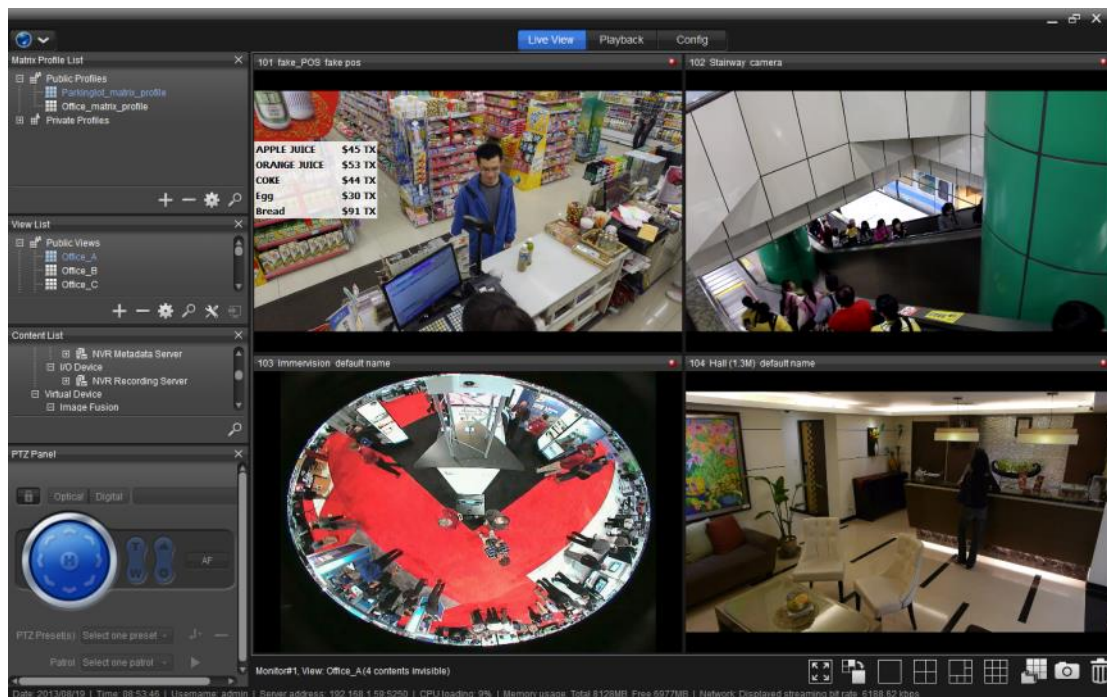 Live View Playback Config
Matrix Profile List
Public Profiles
Parkinglot_matrix_profile
Office_matrix_profile
Private Profiles
View List
Public Views
Office_A
Office_B
Office_C
Content List
NVR Metadata Server
I/O Device
NVR Recording Server
Virtual Device
Image Fusion
PTZ Panel
Optical Digital
H
T
W
A
O
AF
PTZ Preset(s) Select one preset
Patrol Select one patrol
101 fake_POS fake pos
APPLE JUICE $45 TX
ORANGE JUICE $53 TX
COKE $44 TX
Egg $30 TX
Bread $91 TX
102 Stairway camera
103 Immervision default name
104 Hall (1.3M) default name
Monitor#1, View: Office_A(4 contents invisible)
Date: 2013/08/19 | Time: 08:53:46 | Username: admin | Server address: 192.168.1.59:5250 | CPU loading: 9% | Memory usage: Total 8128MB, Free 5977MB | Network: Displayed streaming bit rate: 6188.62 kbps